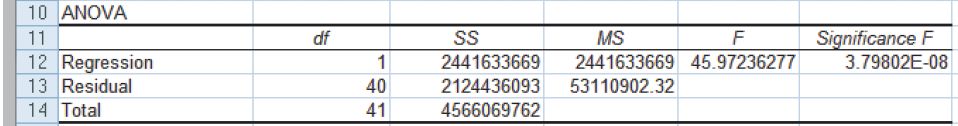 10 ANOVA
11 df SS MS F Significance F
12 Regression 1 2441633669 2441633669 45.97236277 3.79802E-08
13 Residual 40 2124436093 53110902.32
14 Total 41 4566069762